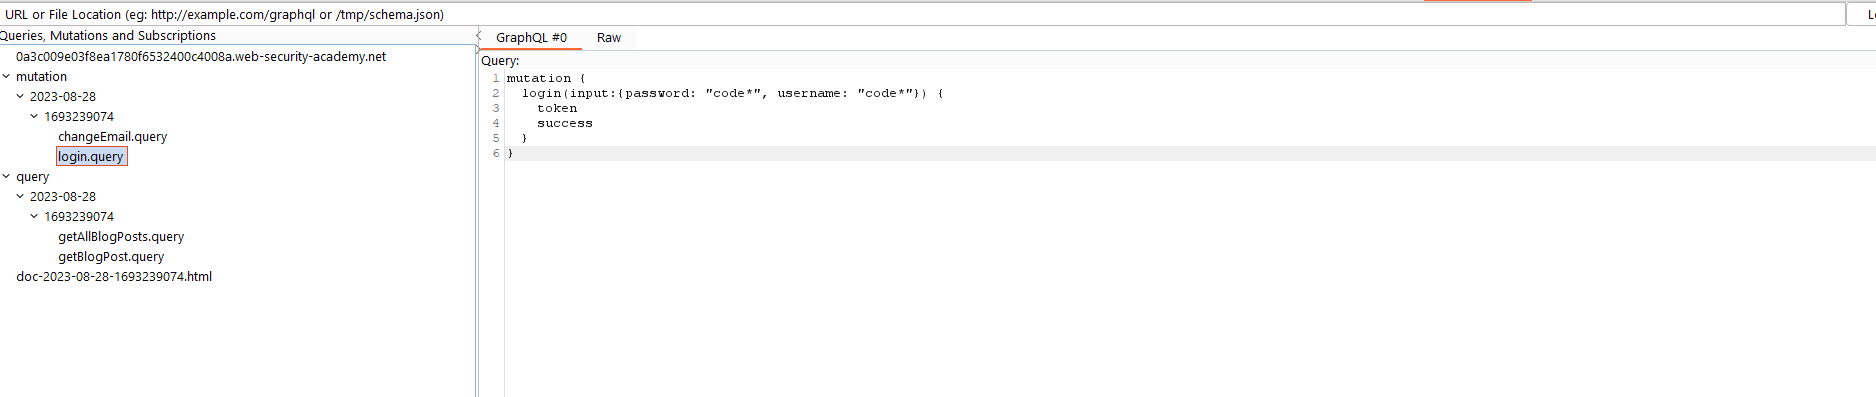 URL or File Location (eg: http://example.com/graphql or /tmp/schema.json)
Queries, Mutations and Subscriptions
0a3c009e03f8ea1780f6532400c4008a.web-security-academy.net
mutation
2023-08-28
1693239074
changeEmail.query
login.query
query
2023-08-28
1693239074
getAllBlogPosts.query
getBlogPost.query
doc-2023-08-28-1693239074.html
GraphQL #0 Raw
Query:
1 mutation {
2 login(input:{password: "code*", username: "code*"}) {
3 token
4 success
5 }
6 }